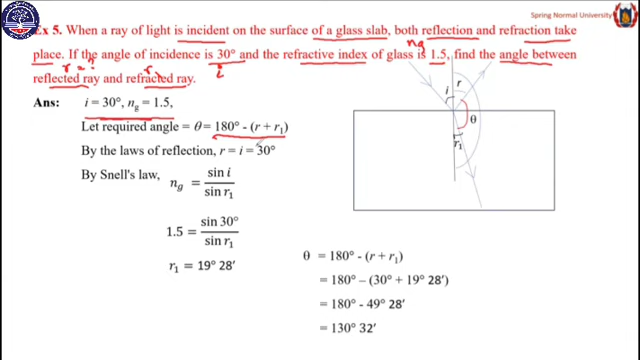 Spring Normal University
Ex 5. When a ray of light is incident on the surface of a glass slab, both reflection and refraction take
place. If the angle of incidence is 30° and the refractive index of glass is 1.5, find the angle between
reflected ray and refracted ray.
Ans: i = 30°, ng = 1.5,
Let required angle = θ= 180° - (r + r1)
By the laws of reflection, r = i = 30°
By Snell's law, ng = sin i / sin r1
1.5 = sin 30° / sin r1
r1 = 19° 28′
θ = 180° - (r + r1)
= 180° – (30° + 19° 28′)
= 180° - 49° 28′
= 130° 32′
i
r
θ
r1
ng
i